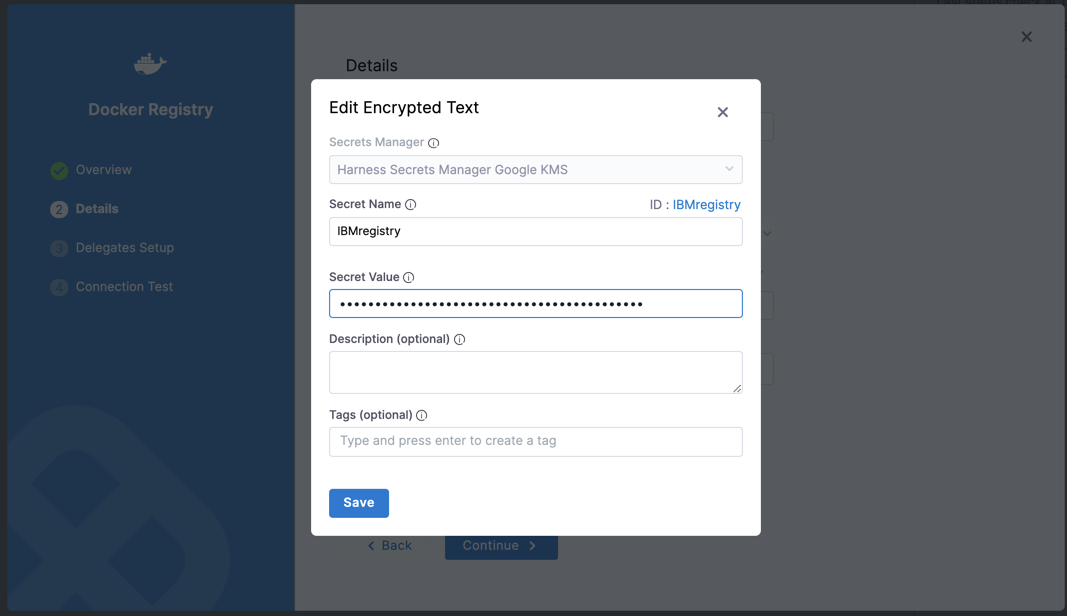 Docker Registry
Overview
2 Details
3 Delegates Setup
4 Connection Test
Details
Edit Encrypted Text
Secrets Manager
Harness Secrets Manager Google KMS
Secret Name
ID : IBMregistry
IBMregistry
Secret Value
•••••••••••••••••••••••••••••••••••••••••••
Description (optional)
Tags (optional)
Type and press enter to create a tag
Save
Back
Continue